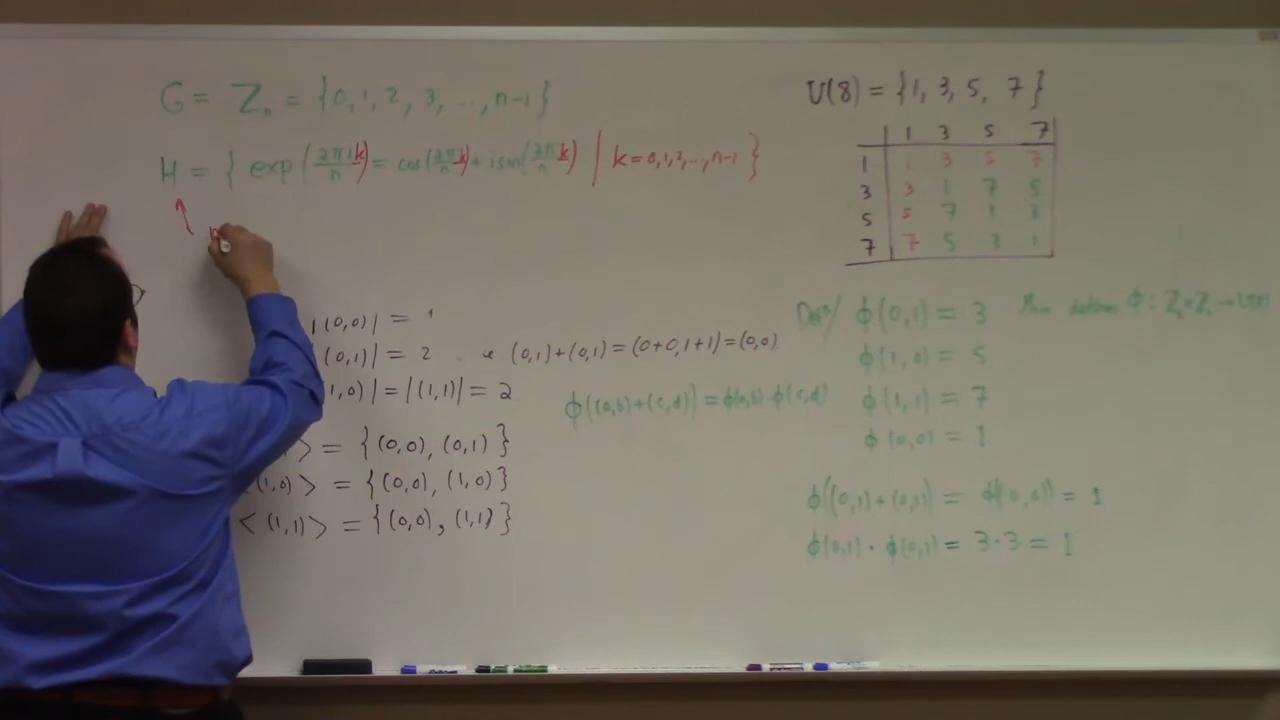 G = Zₙ = {0, 1, 2, 3, ..., n-1}
H = { exp(2πik/n) = cos(2πk/n) + i sin(2πk/n) | k = 0,1,2,...,n-1 }
|(0,0)| = 1
(0,1)| = 2 (0,1)+(0,1) = (0+0, 1+1) = (0,0)
1,0)| = |(1,1)| = 2
> = {(0,0), (0,1)}
(1,0) > = {(0,0), (1,0)}
< (1,1) > = {(0,0), (1,1)}
ϕ((a,b)+(c,d)) = ϕ(a,b)·ϕ(c,d)
U(8) = {1, 3, 5, 7}
1 3 5 7
1 1 3 5 7
3 3 1 7 5
5 5 7 1 3
7 7 5 3 1
ϕ(0,1) = 3
ϕ(1,0) = 5
ϕ(1,1) = 7
ϕ(0,0) = 1
ϕ((0,1)+(0,1)) = ϕ((0,0)) = 1
ϕ(0,1)·ϕ(0,1) = 3·3 = 1